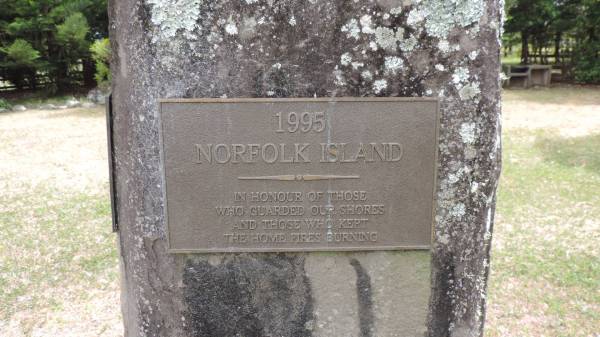 1995
NORFOLK ISLAND
IN HONOUR OF THOSE
WHO GUARDED OUR SHORES
AND THOSE WHO KEPT
THE HOME FIRES BURNING